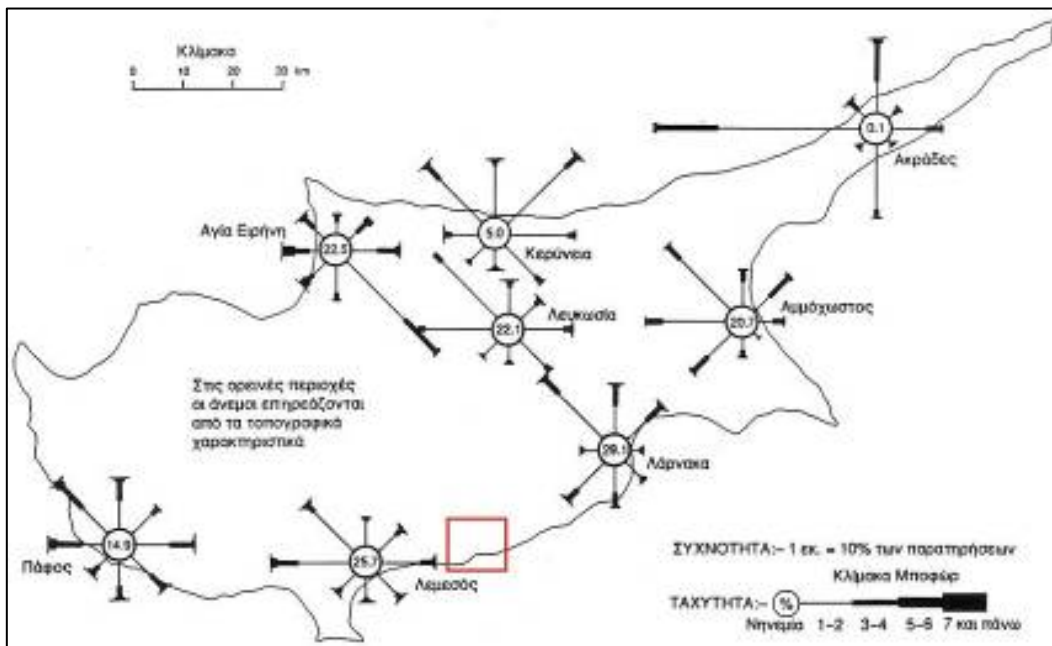 Κλίμακα
0 10 20 30 km
0.1
Ακράδες
Αγία Ειρήνη
22.5
5.0
Κερύνεια
Λευκωσία
22.1
Αμμόχωστος
20.7
Στις ορεινές περιοχές
οι άνεμοι επηρεάζονται
από τα τοπογραφικά
χαρακτηριστικά
Λάρνακα
14.9
Πάφος
25.7
Λεμεσός
ΣΥΧΝΟΤΗΤΑ:- 1 εκ. = 10% των παρατηρήσεων
Κλίμακα Μποφώρ
ΤΑΧΥΤΗΤΑ:- %
Νηνεμία 1-2 3-4 5-6 7 και πάνω